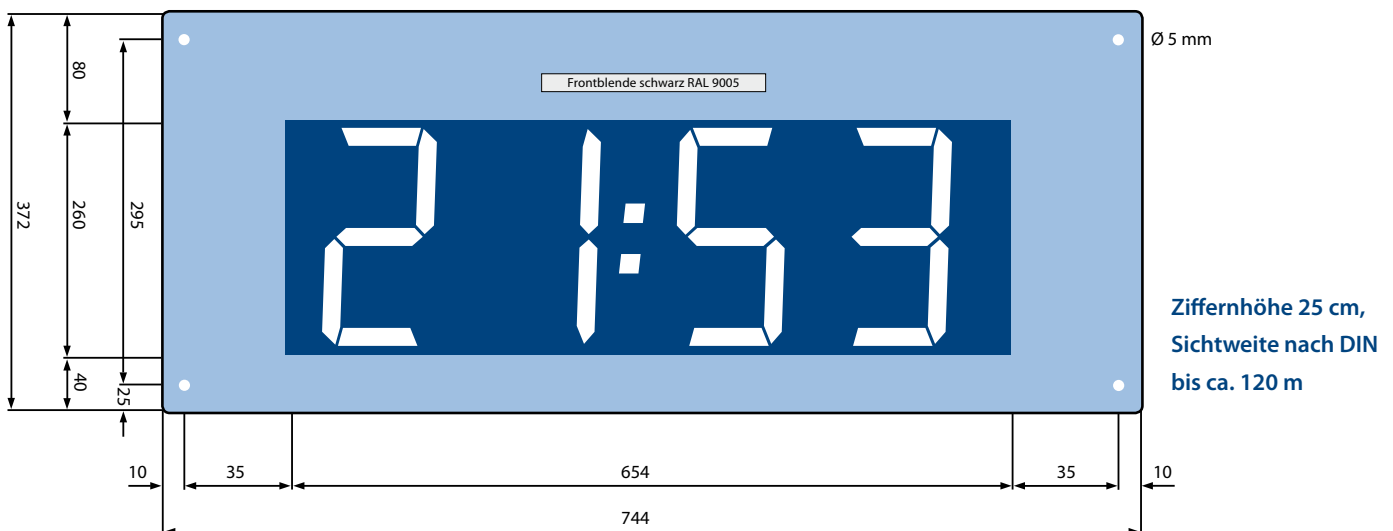 Ø 5 mm
80
Frontblende schwarz RAL 9005
21:53
372
260
295
Ziffernhöhe 25 cm,
Sichtweite nach DIN
bis ca. 120 m
40
25
10
35
654
35
10
744